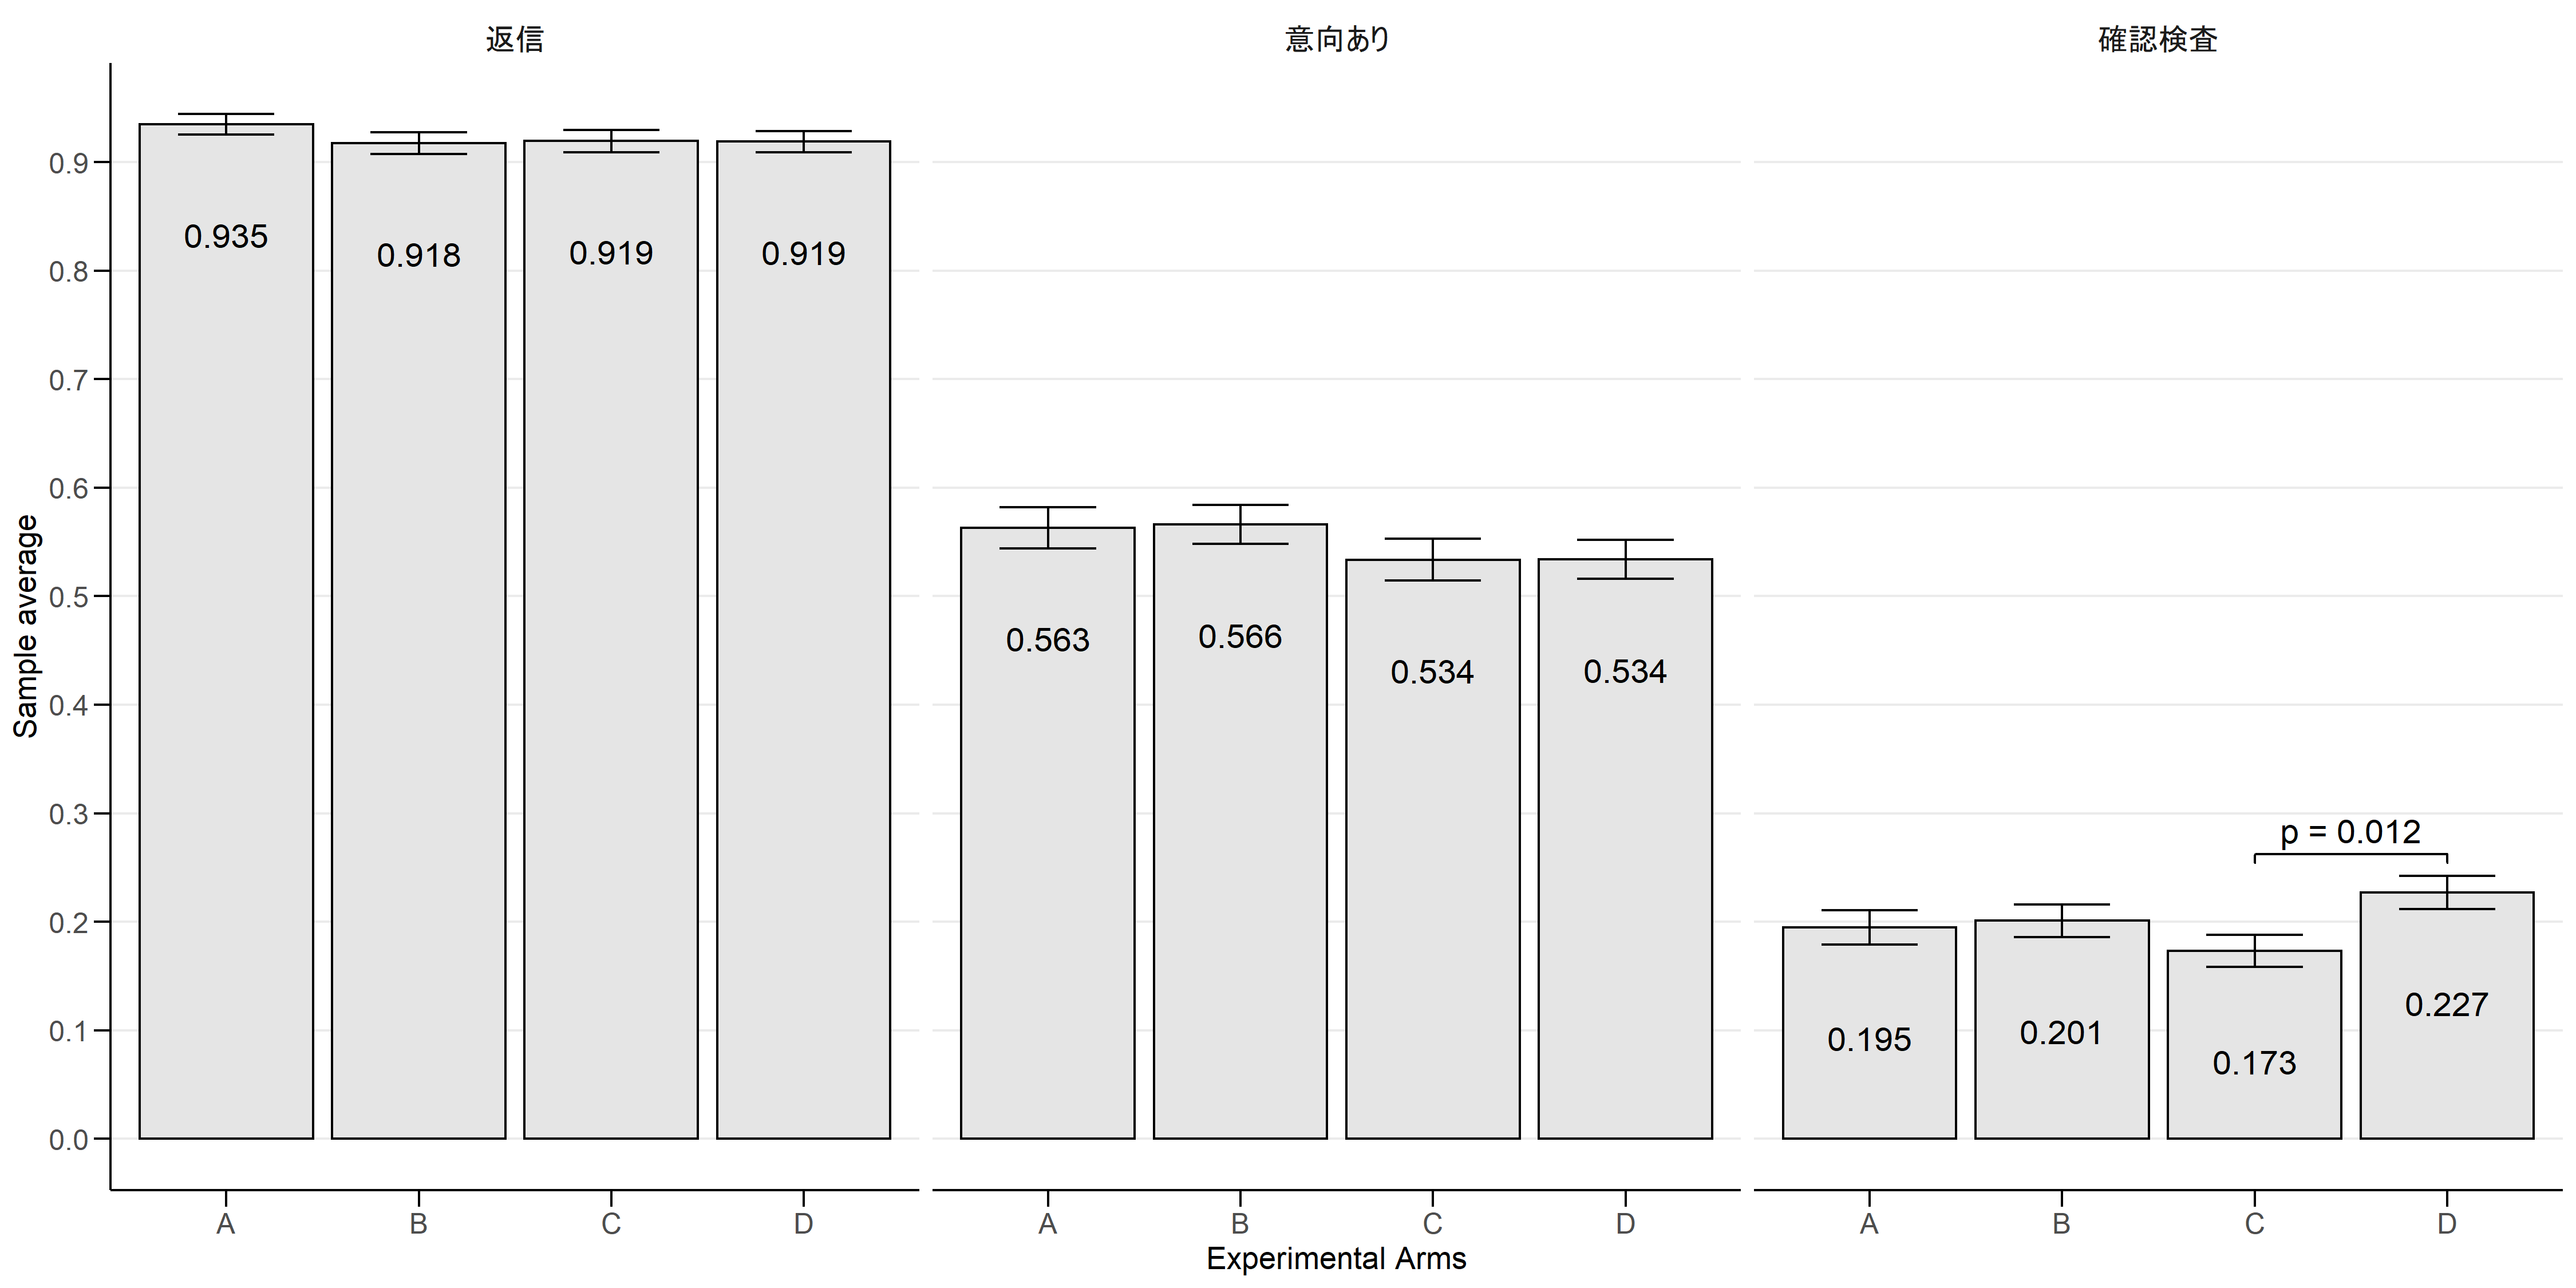 返信
意向あり
確認検査
Sample average
0.9
0.8
0.7
0.6
0.5
0.4
0.3
0.2
0.1
0.0
0.935
0.918
0.919
0.919
0.563
0.566
0.534
0.534
p = 0.012
0.195
0.201
0.173
0.227
A
B
C
D
A
B
C
D
A
B
C
D
Experimental Arms